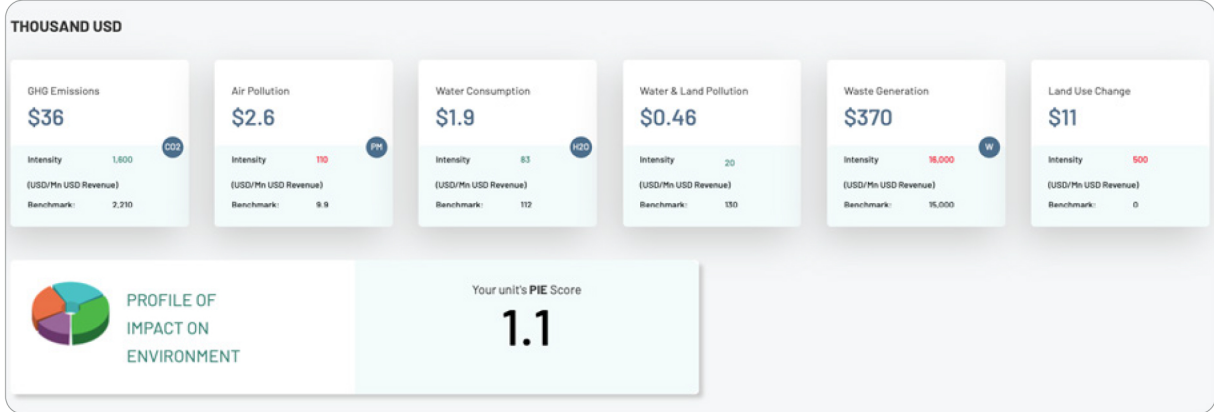 THOUSAND USD
GHG Emissions
$36
CO2
Intensity 1,600
(USD/Mn USD Revenue)
Benchmark: 2,210
Air Pollution
$2.6
PM
Intensity 110
(USD/Mn USD Revenue)
Benchmark: 9.9
Water Consumption
$1.9
H2O
Intensity 83
(USD/Mn USD Revenue)
Benchmark: 112
Water & Land Pollution
$0.46
Intensity 20
(USD/Mn USD Revenue)
Benchmark: 130
Waste Generation
$370
W
Intensity 16,000
(USD/Mn USD Revenue)
Benchmark: 15,000
Land Use Change
$11
Intensity 500
(USD/Mn USD Revenue)
Benchmark: 0
PROFILE OF
IMPACT ON
ENVIRONMENT
Your unit's PIE Score
1.1